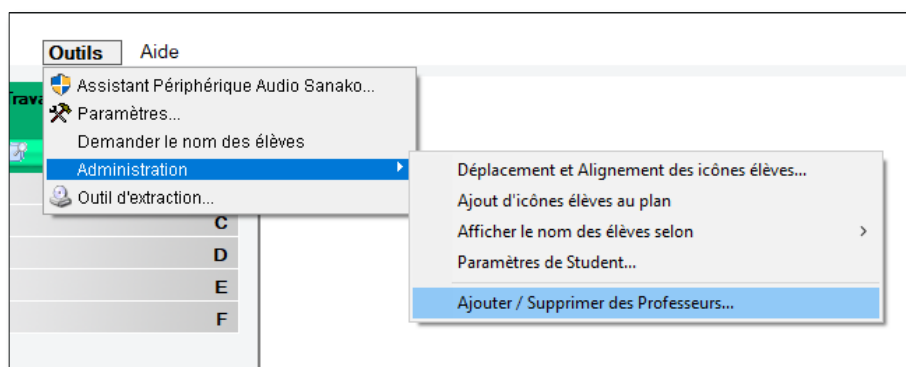 Outils Aide
Assistant Périphérique Audio Sanako...
Paramètres...
Demander le nom des élèves
Administration
Outil d'extraction...
Déplacement et Alignement des icônes élèves...
Ajout d'icônes élèves au plan
Afficher le nom des élèves selon
Paramètres de Student...
Ajouter / Supprimer des Professeurs...
C
D
E
F